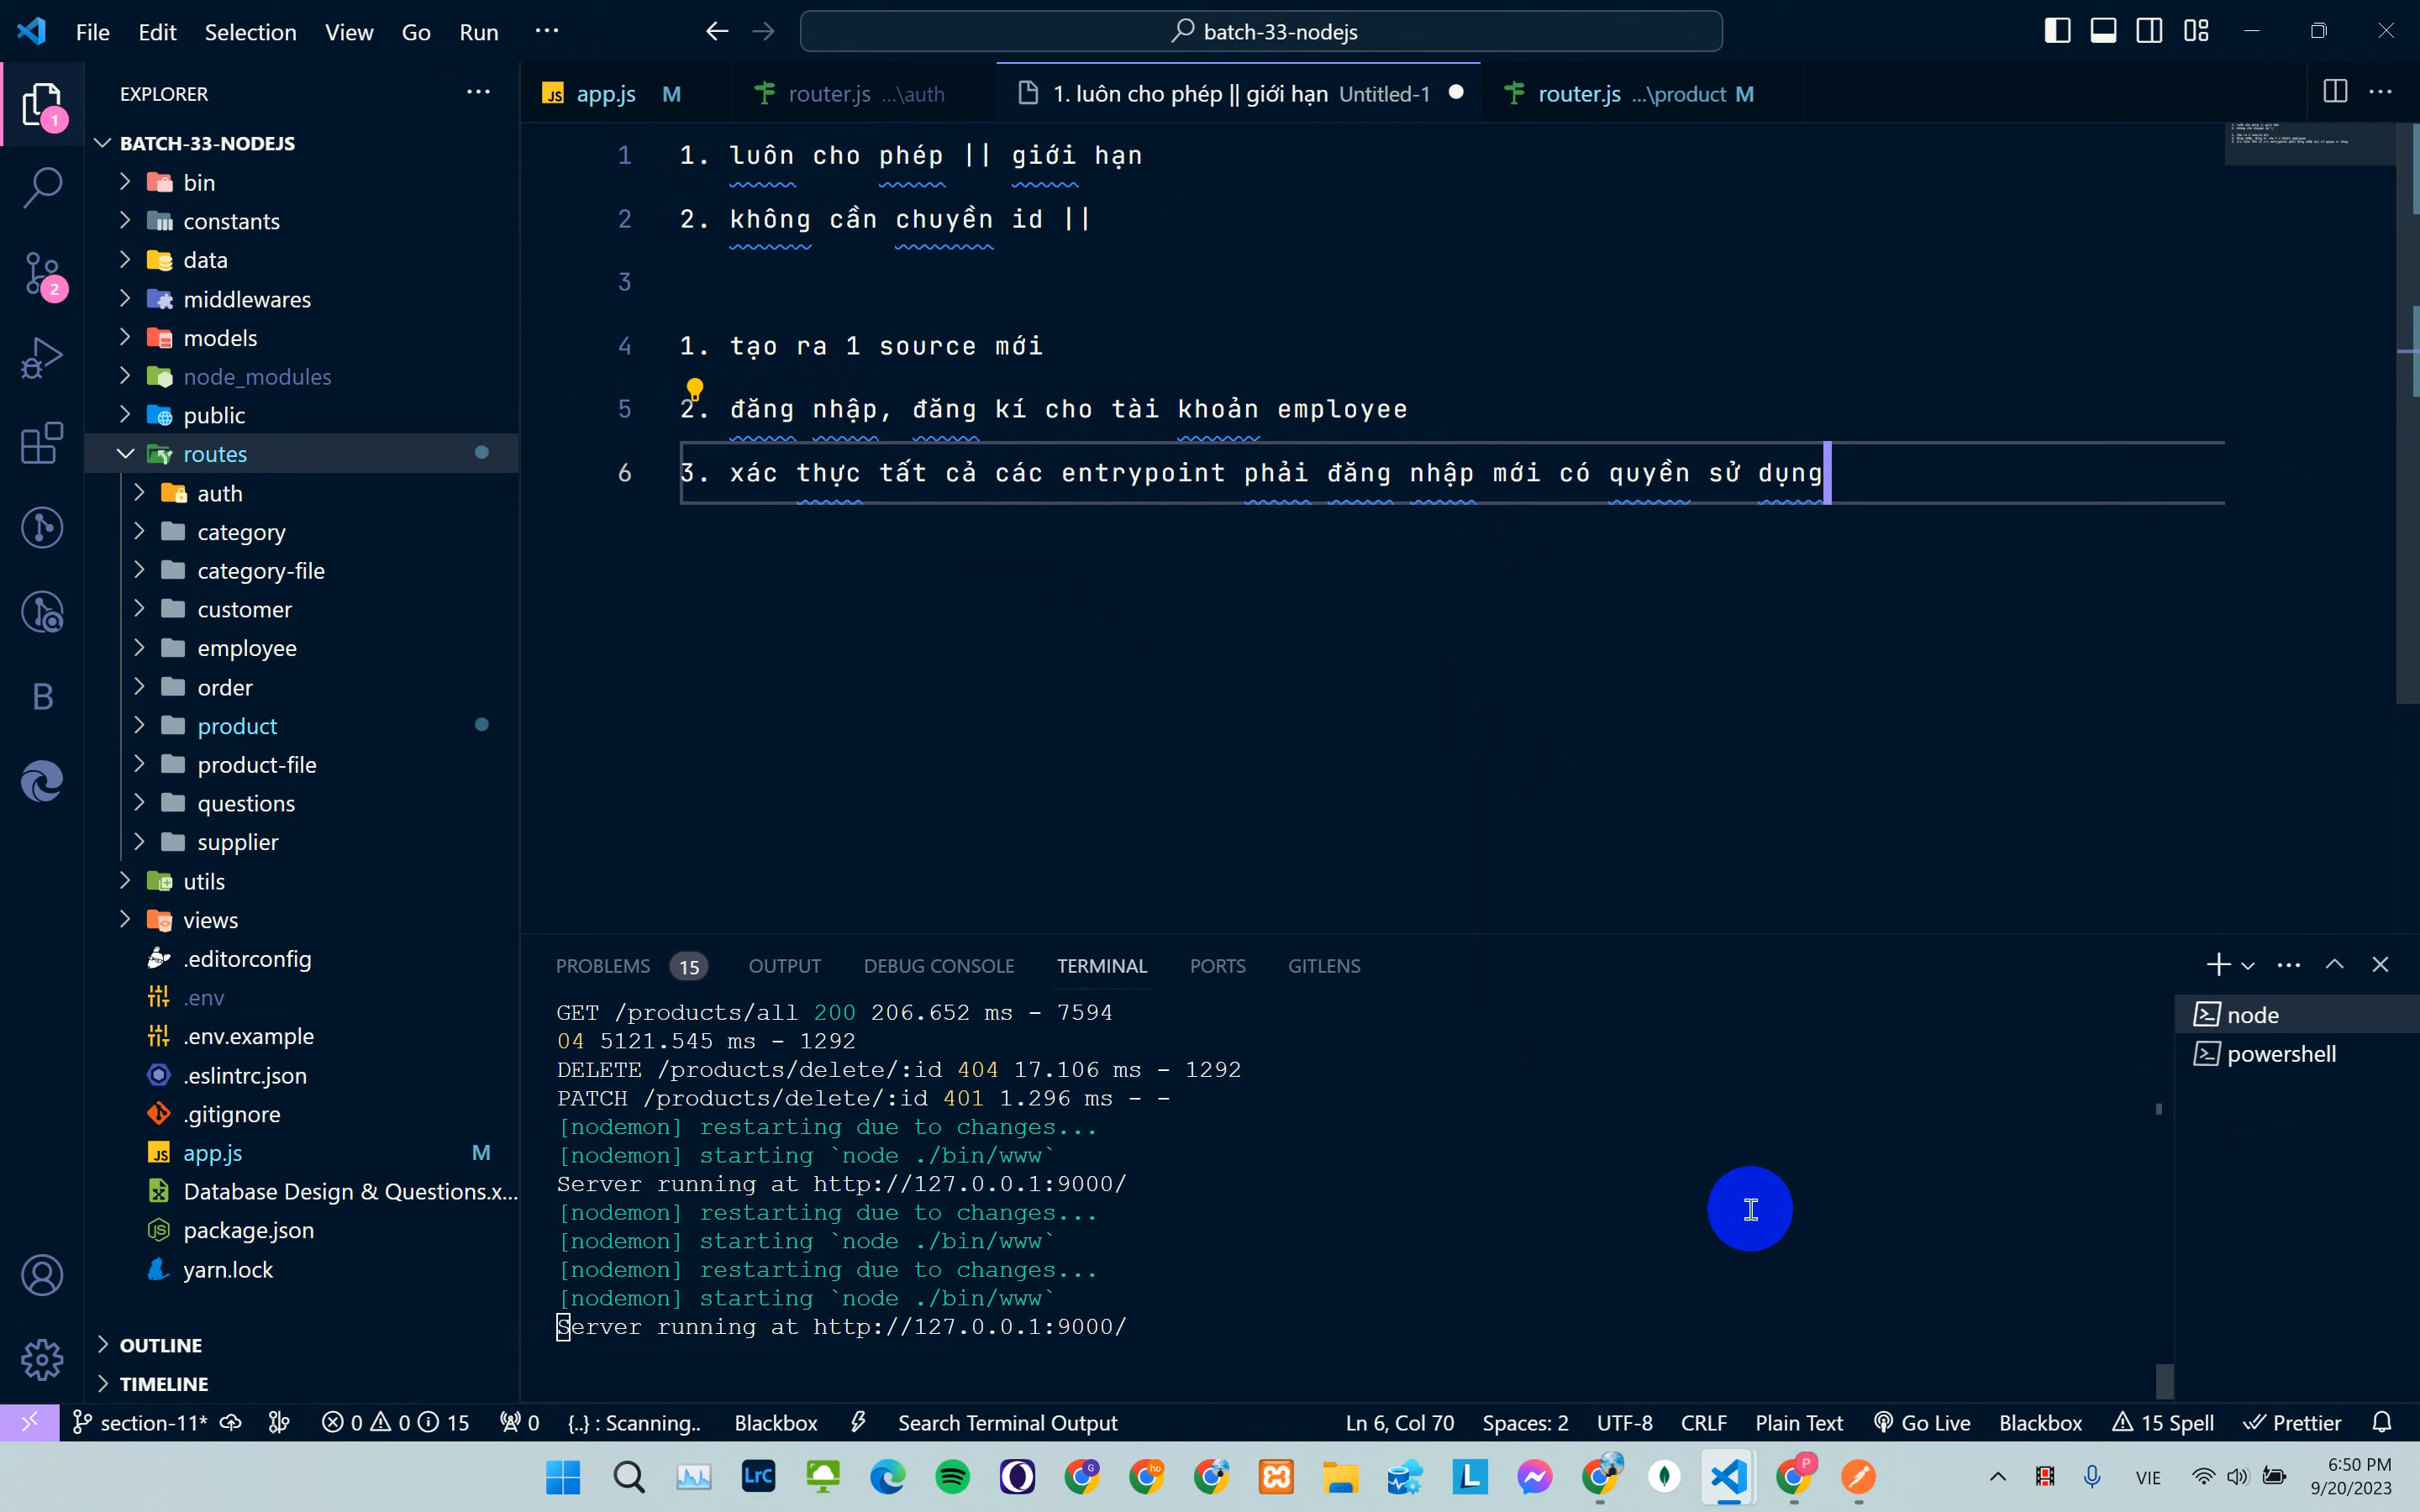 File Edit Selection View Go Run ...
batch-33-nodejs
EXPLORER
BATCH-33-NODEJS
bin
constants
data
middlewares
models
node_modules
public
routes
auth
category
category-file
customer
employee
order
product
product-file
questions
supplier
utils
views
.editorconfig
.env
.env.example
.eslintrc.json
.gitignore
app.js M
Database Design & Questions.x...
package.json
yarn.lock
OUTLINE
TIMELINE
1
2
B
app.js M
router.js ...\auth
1. luôn cho phép || giới hạn Untitled-1
router.js ...\product M
1 1. luôn cho phép || giới hạn
2 2. không cần chuyền id ||
3
4 1. tạo ra 1 source mới
5 2. đăng nhập, đăng kí cho tài khoản employee
6 3. xác thực tất cả các entrypoint phải đăng nhập mới có quyền sử dụng
PROBLEMS 15 OUTPUT DEBUG CONSOLE TERMINAL PORTS GITLENS
GET /products/all 200 206.652 ms - 7594
04 5121.545 ms - 1292
DELETE /products/delete/:id 404 17.106 ms - 1292
PATCH /products/delete/:id 401 1.296 ms - -
[nodemon] restarting due to changes...
[nodemon] starting `node ./bin/www`
Server running at http://127.0.0.1:9000/
[nodemon] restarting due to changes...
[nodemon] starting `node ./bin/www`
[nodemon] restarting due to changes...
[nodemon] starting `node ./bin/www`
Server running at http://127.0.0.1:9000/
node
powershell
section-11* 0 0 15 0 {..} : Scanning.. Blackbox Search Terminal Output Ln 6, Col 70 Spaces: 2 UTF-8 CRLF Plain Text Go Live Blackbox 15 Spell Prettier
LrC G ho L P VIE 6:50 PM
9/20/2023